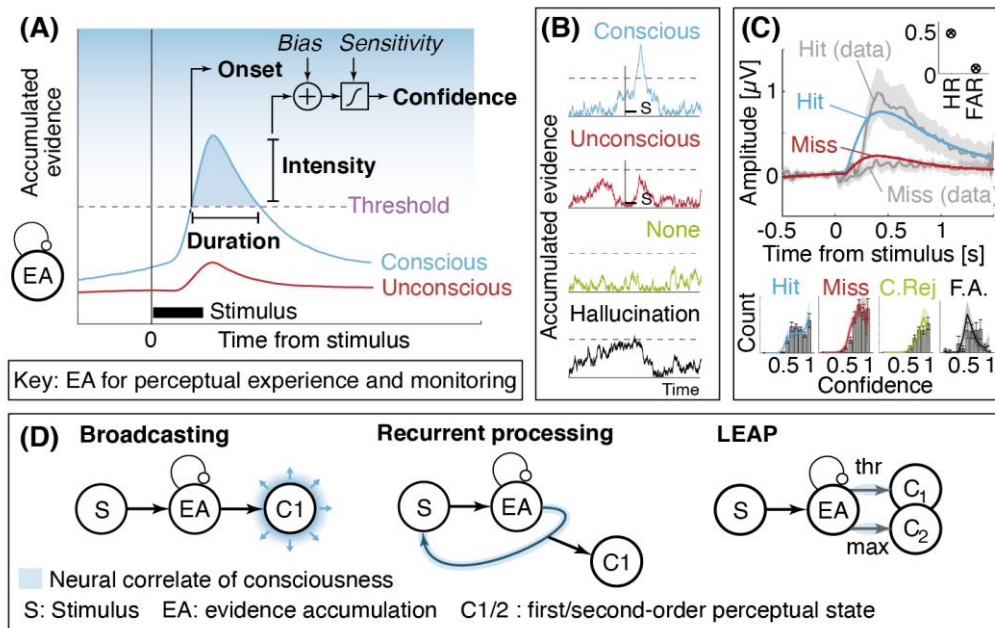 (A)
Accumulated
evidence
Bias
Sensitivity
Onset
Confidence
Intensity
Threshold
Duration
Conscious
Unconscious
EA
Stimulus
0
Time from stimulus
Key: EA for perceptual experience and monitoring
(B)
Accumulated evidence
Conscious
S
Unconscious
S
None
Hallucination
Time
(C)
Amplitude [µV]
1
0
Hit (data)
Hit
Miss
Miss (data)
0.5
0
HR
FAR
-0.5 0 0.5 1
Time from stimulus [s]
Hit Miss C.Rej F.A.
Count
0.5 1 0.5 1 0.5 1 0.5 1
Confidence
(D)
Broadcasting
S EA C1
Recurrent processing
S EA
C1
LEAP
S EA
thr
max
C1
C2
Neural correlate of consciousness
S: Stimulus EA: evidence accumulation C1/2 : first/second-order perceptual state